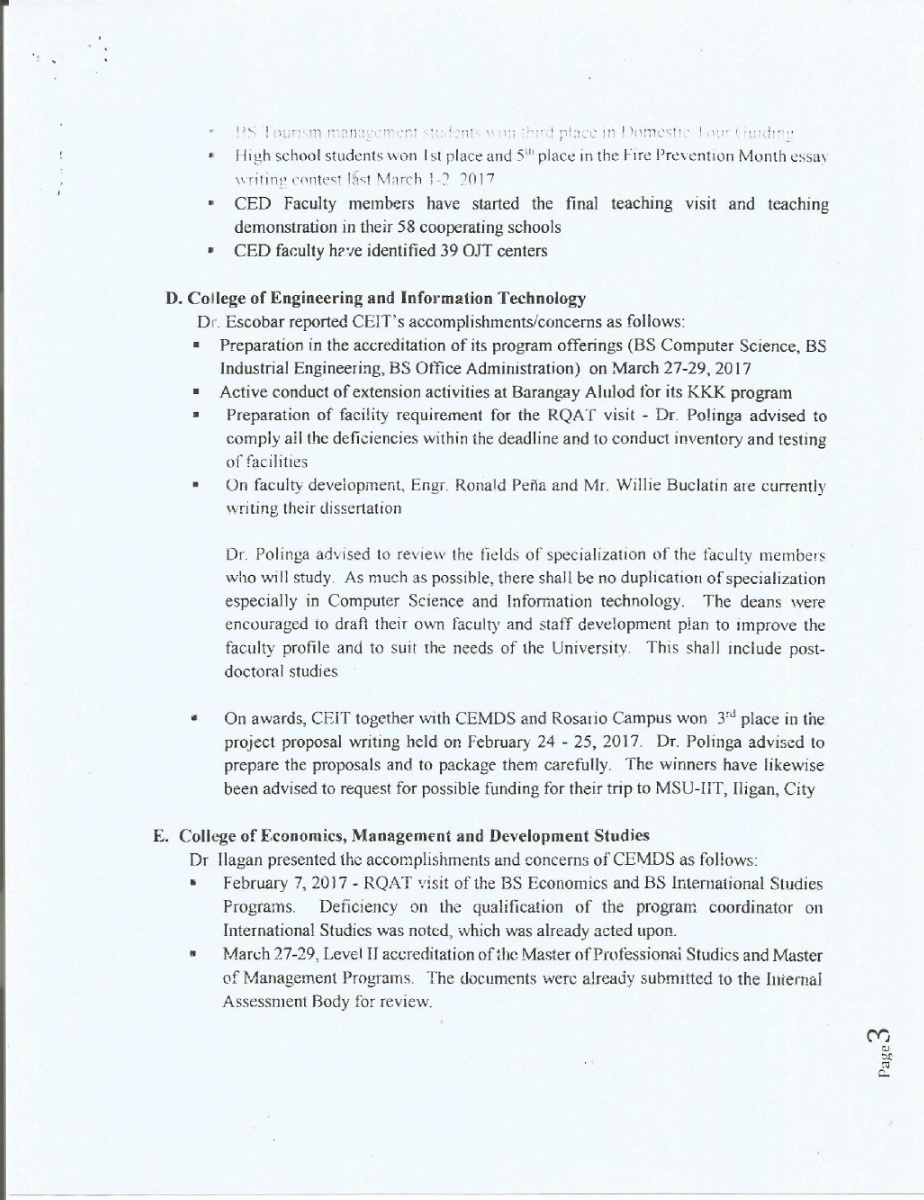 ▪ BS Tourism management students won third place in Domestic Tour Guiding
▪ High school students won 1st place and 5th place in the Fire Prevention Month essay
writing contest last March 1-2, 2017
▪ CED Faculty members have started the final teaching visit and teaching
demonstration in their 58 cooperating schools
▪ CED faculty have identified 39 OJT centers
D. College of Engineering and Information Technology
Dr. Escobar reported CEIT's accomplishments/concerns as follows:
▪ Preparation in the accreditation of its program offerings (BS Computer Science, BS
Industrial Engineering, BS Office Administration) on March 27-29, 2017
▪ Active conduct of extension activities at Barangay Alulod for its KKK program
▪ Preparation of facility requirement for the RQAT visit - Dr. Polinga advised to
comply all the deficiencies within the deadline and to conduct inventory and testing
of facilities
▪ On faculty development, Engr. Ronald Peña and Mr. Willie Buclatin are currently
writing their dissertation
Dr. Polinga advised to review the fields of specialization of the faculty members
who will study. As much as possible, there shall be no duplication of specialization
especially in Computer Science and Information technology. The deans were
encouraged to draft their own faculty and staff development plan to improve the
faculty profile and to suit the needs of the University. This shall include post-
doctoral studies
▪ On awards, CEIT together with CEMDS and Rosario Campus won 3rd place in the
project proposal writing held on February 24 - 25, 2017. Dr. Polinga advised to
prepare the proposals and to package them carefully. The winners have likewise
been advised to request for possible funding for their trip to MSU-IIT, Iligan, City
E. College of Economics, Management and Development Studies
Dr. Ilagan presented the accomplishments and concerns of CEMDS as follows:
▪ February 7, 2017 - RQAT visit of the BS Economics and BS International Studies
Programs. Deficiency on the qualification of the program coordinator on
International Studies was noted, which was already acted upon.
▪ March 27-29, Level II accreditation of the Master of Professional Studies and Master
of Management Programs. The documents were already submitted to the Internal
Assessment Body for review.
Page 3